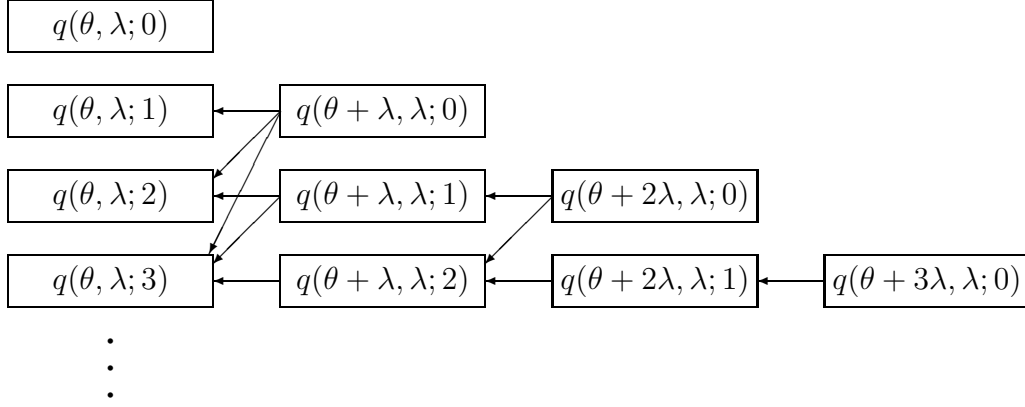 q(θ, λ; 0)
q(θ, λ; 1) q(θ + λ, λ; 0)
q(θ, λ; 2) q(θ + λ, λ; 1) q(θ + 2λ, λ; 0)
q(θ, λ; 3) q(θ + λ, λ; 2) q(θ + 2λ, λ; 1) q(θ + 3λ, λ; 0)